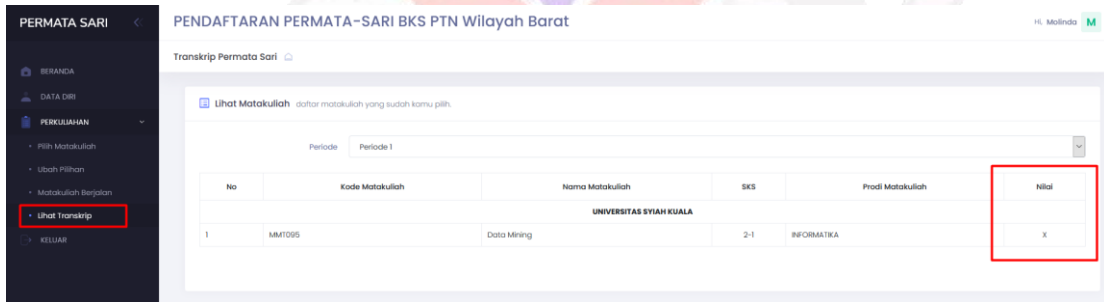 PERMATA SARI
PENDAFTARAN PERMATA-SARI BKS PTN Wilayah Barat
Hi, Molinda M
Transkrip Permata Sari
BERANDA
DATA DIRI
PERKULIAHAN
Pilih Matakuliah
Ubah Pilihan
Matakuliah Berjalan
Lihat Transkrip
KELUAR
Lihat Matakuliah daftar matakuliah yang sudah kamu pilih.
Periode Periode 1
No Kode Matakuliah Nama Matakuliah SKS Prodi Matakuliah Nilai
UNIVERSITAS SYIAH KUALA
1 MMT095 Data Mining 2-1 INFORMATIKA X